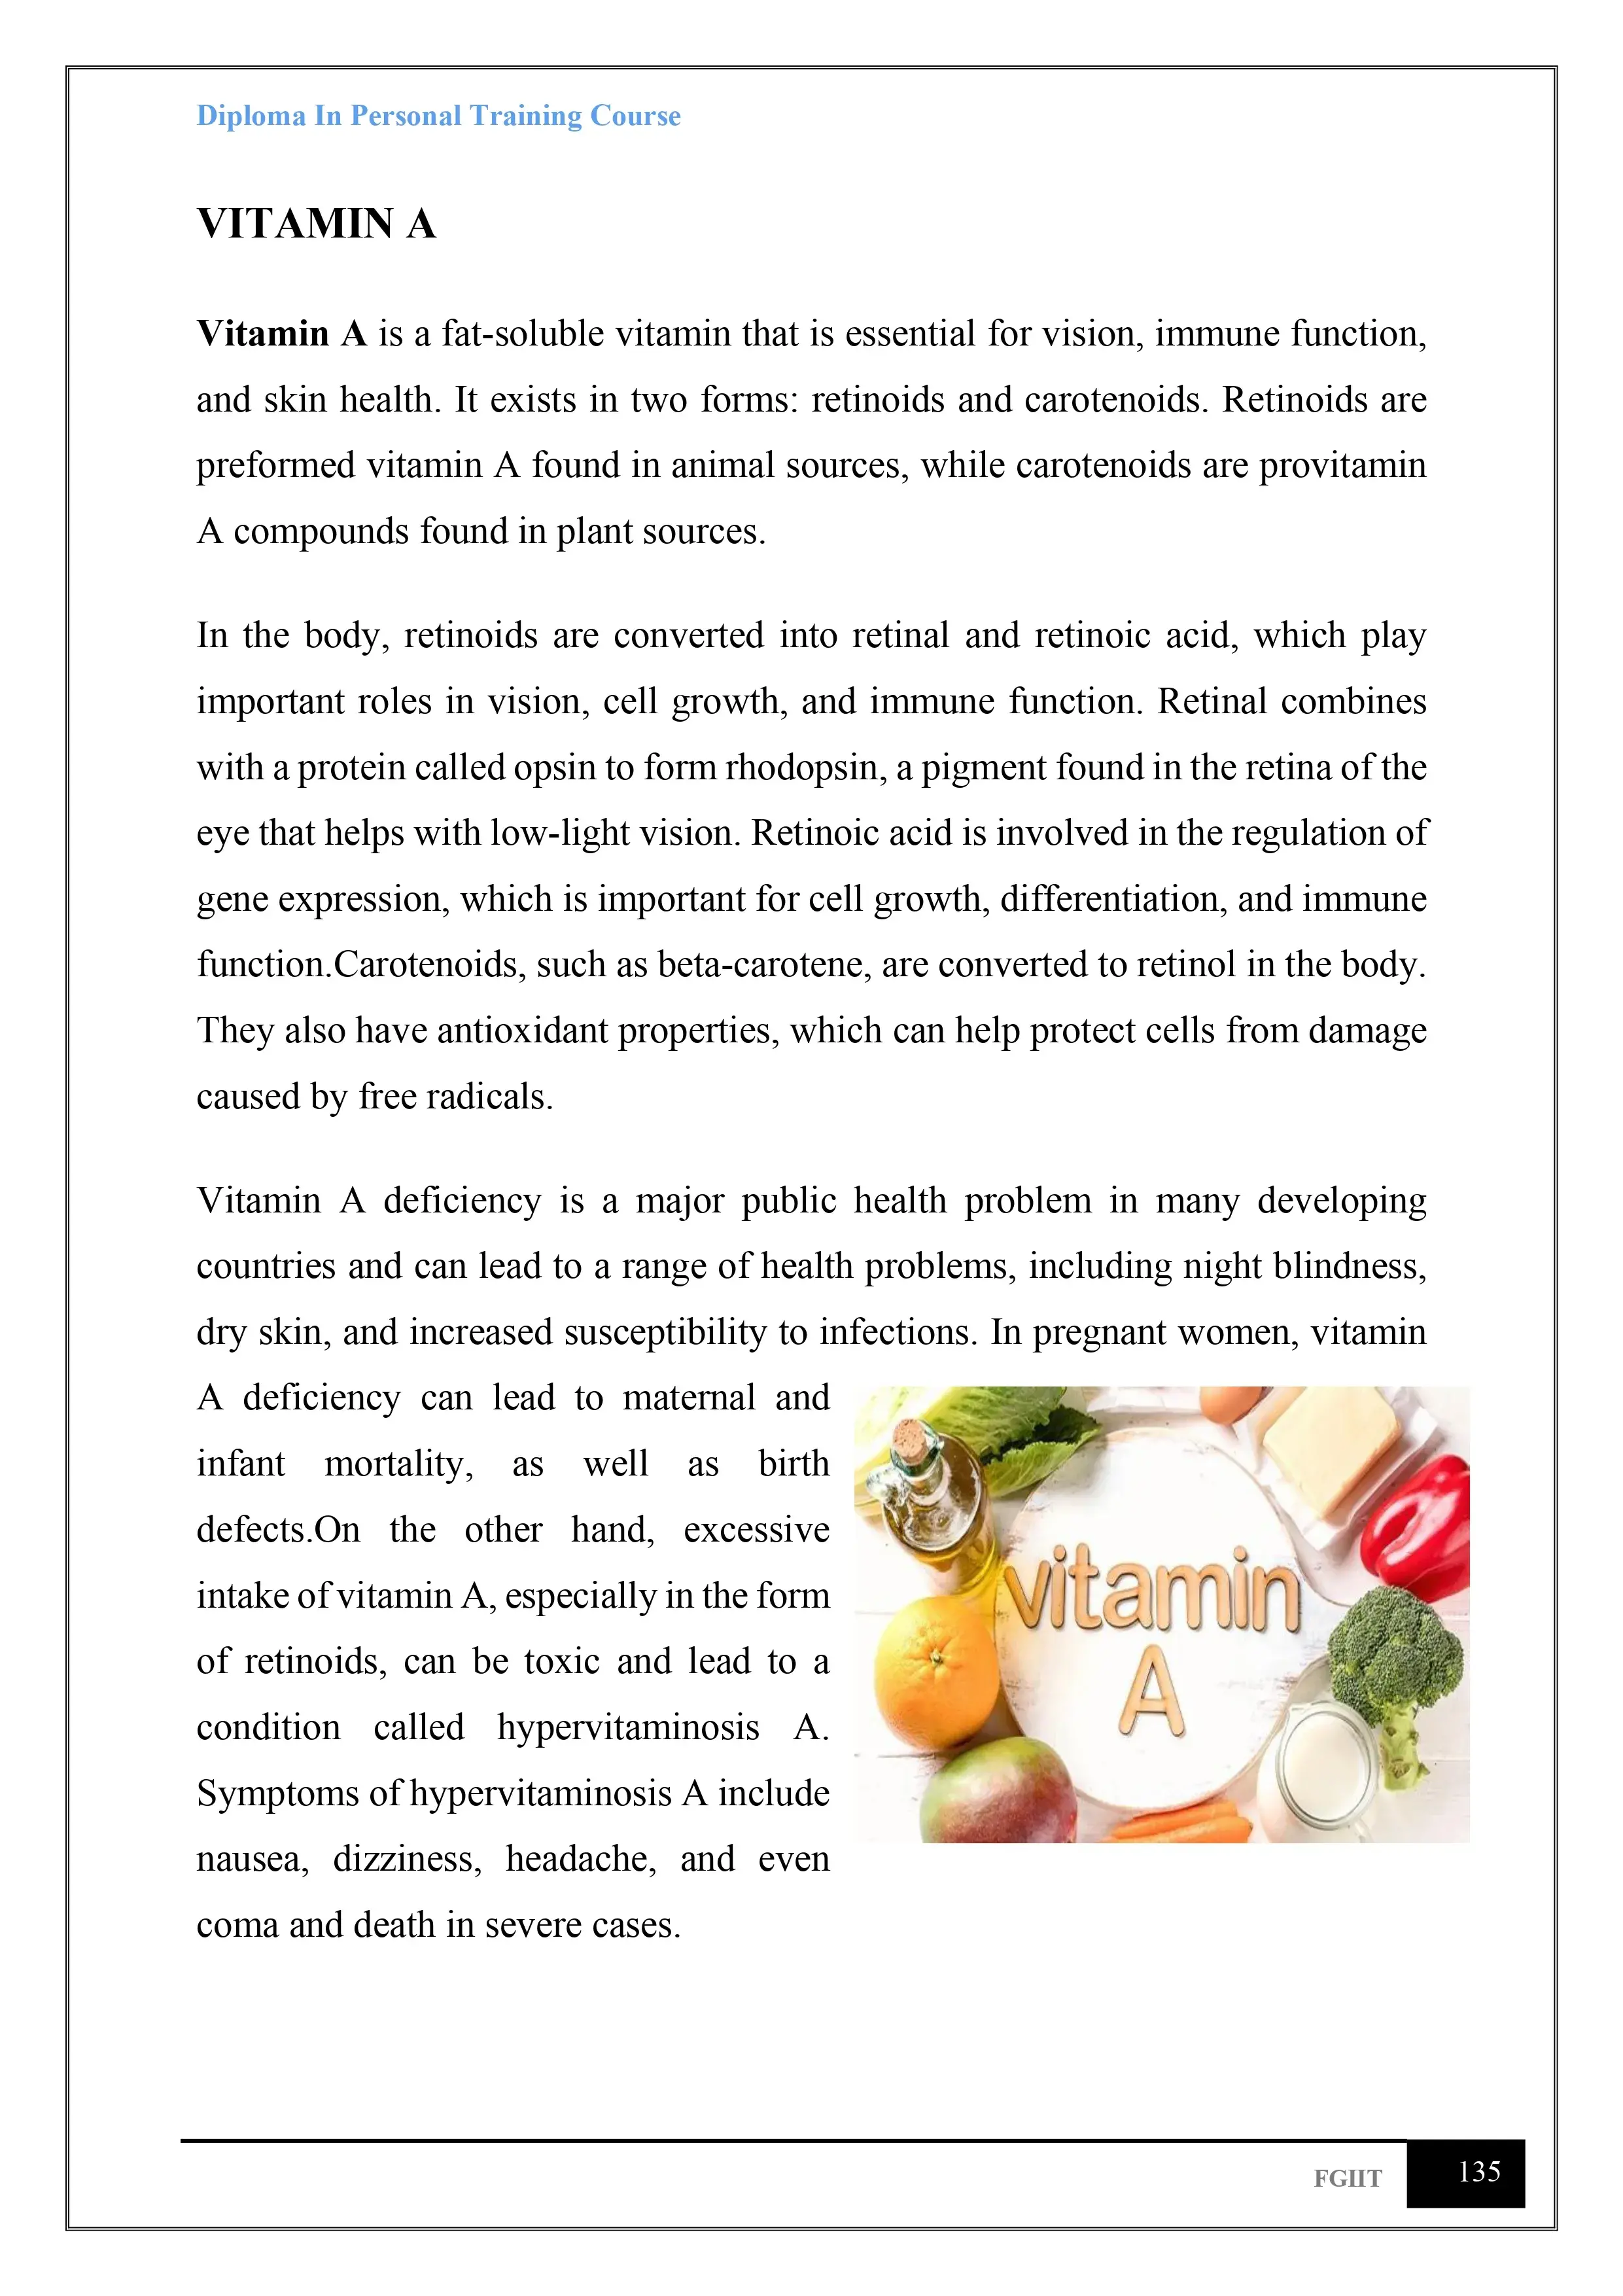 Diploma In Personal Training Course
VITAMIN A
Vitamin A is a fat-soluble vitamin that is essential for vision, immune function,
and skin health. It exists in two forms: retinoids and carotenoids. Retinoids are
preformed vitamin A found in animal sources, while carotenoids are provitamin
A compounds found in plant sources.
In the body, retinoids are converted into retinal and retinoic acid, which play
important roles in vision, cell growth, and immune function. Retinal combines
with a protein called opsin to form rhodopsin, a pigment found in the retina of the
eye that helps with low-light vision. Retinoic acid is involved in the regulation of
gene expression, which is important for cell growth, differentiation, and immune
function.Carotenoids, such as beta-carotene, are converted to retinol in the body.
They also have antioxidant properties, which can help protect cells from damage
caused by free radicals.
Vitamin A deficiency is a major public health problem in many developing
countries and can lead to a range of health problems, including night blindness,
dry skin, and increased susceptibility to infections. In pregnant women, vitamin
A deficiency can lead to maternal and
infant mortality, as well as birth
defects.On the other hand, excessive
intake of vitamin A, especially in the form
of retinoids, can be toxic and lead to a
condition called hypervitaminosis A.
Symptoms of hypervitaminosis A include
nausea, dizziness, headache, and even
coma and death in severe cases.
vitamin
A
FGIIT
135